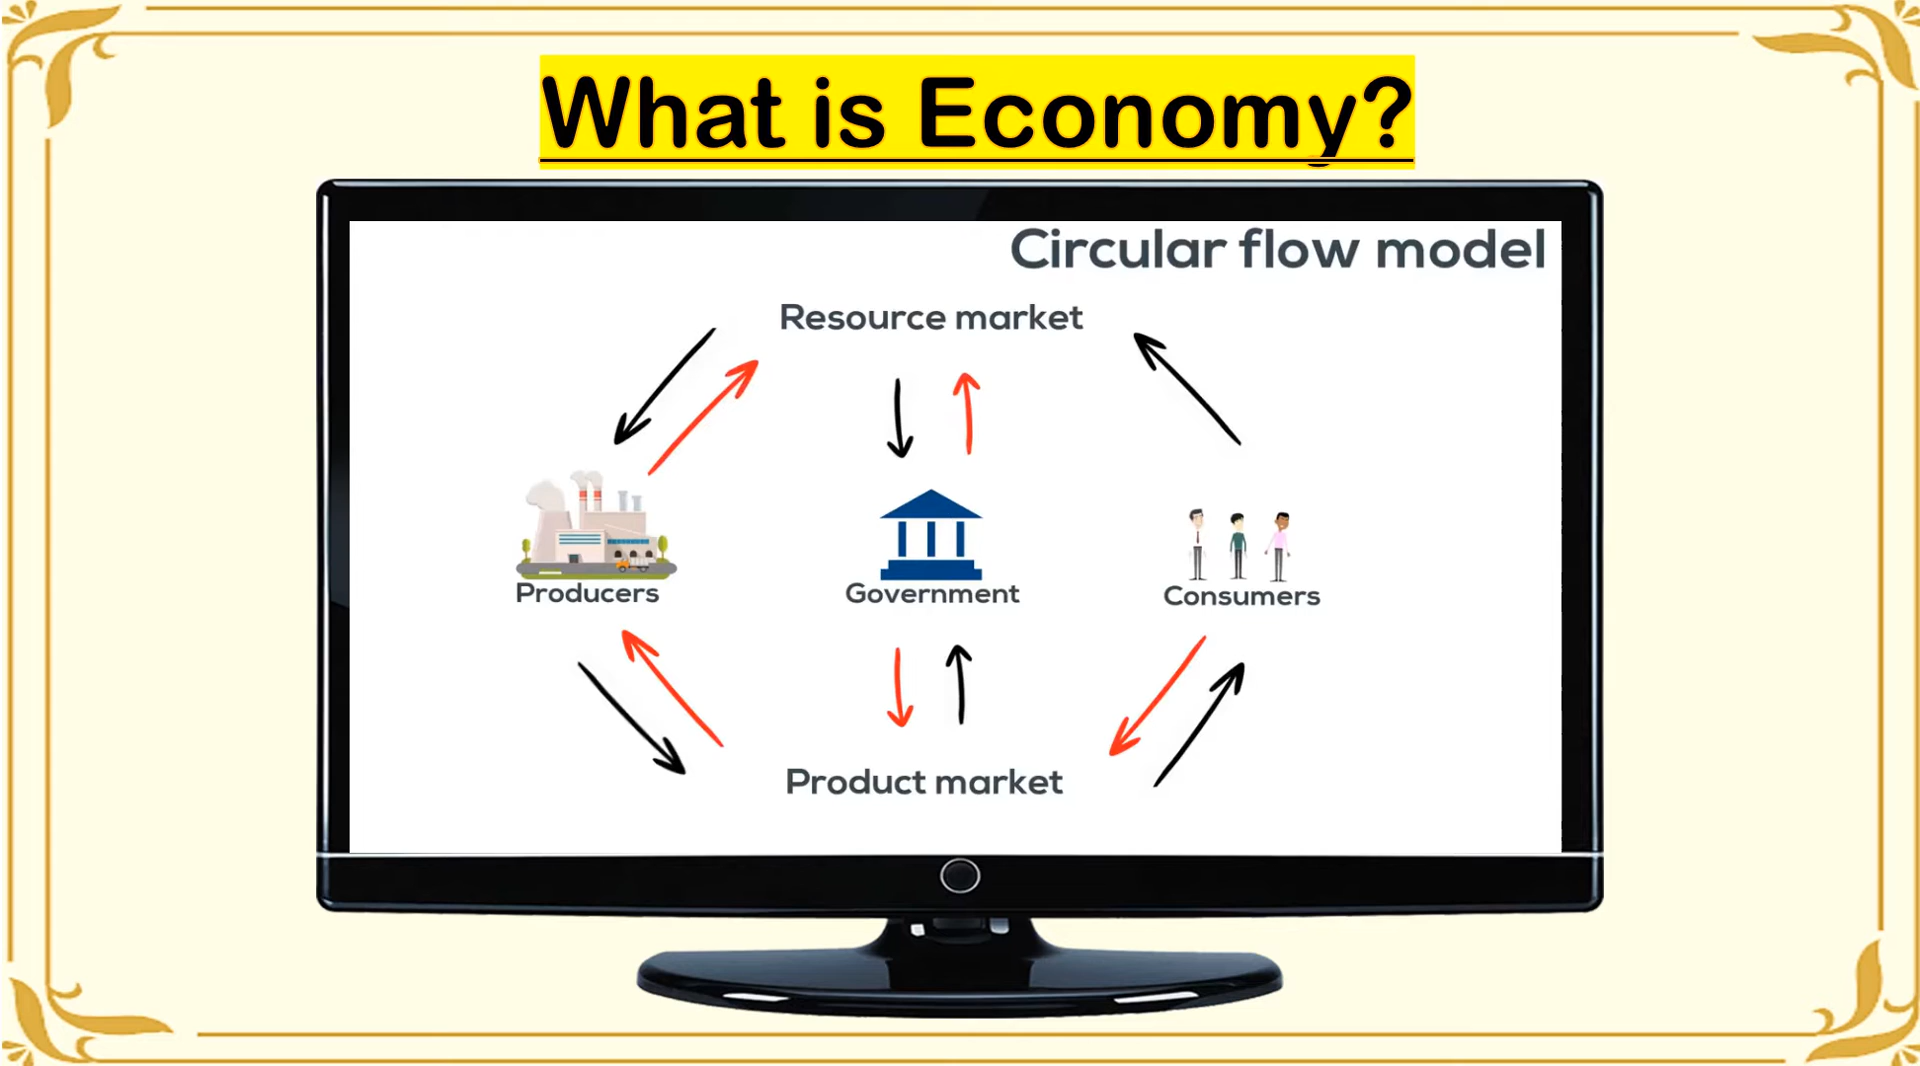 What is Economy?
Circular flow model
Resource market
Producers
Government
Consumers
Product market